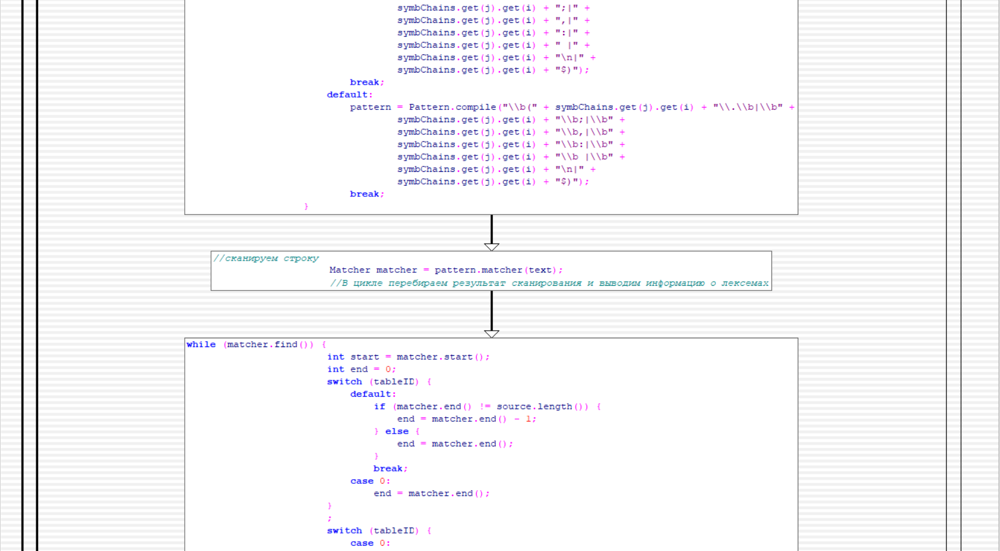 symbChains.get(j).get(i) + ";|" +
symbChains.get(j).get(i) + ",|" +
symbChains.get(j).get(i) + ":|" +
symbChains.get(j).get(i) + " |" +
symbChains.get(j).get(i) + "\n|" +
symbChains.get(j).get(i) + "$)");
break;
default:
pattern = Pattern.compile("\\b(" + symbChains.get(j).get(i) + "\\.\\b|\\b" +
symbChains.get(j).get(i) + "\\b;|\\b" +
symbChains.get(j).get(i) + "\\b,|\\b" +
symbChains.get(j).get(i) + "\\b:|\\b" +
symbChains.get(j).get(i) + "\\b |\\b" +
symbChains.get(j).get(i) + "\n|" +
symbChains.get(j).get(i) + "$)");
break;
}
//сканируем строку
Matcher matcher = pattern.matcher(text);
//В цикле перебираем результат сканирования и выводим информацию о лексемах
while (matcher.find()) {
int start = matcher.start();
int end = 0;
switch (tableID) {
default:
if (matcher.end() != source.length()) {
end = matcher.end() - 1;
} else {
end = matcher.end();
}
break;
case 0:
end = matcher.end();
}
;
switch (tableID) {
case 0: